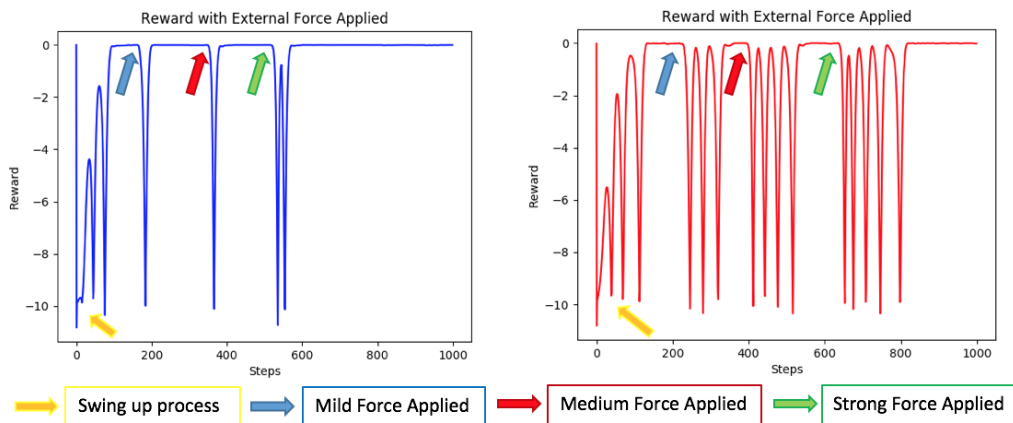 Reward with External Force Applied
0
−2
−4
−6
−8
−10
Reward
0
200
400
600
800
1000
Steps
Reward with External Force Applied
0
−2
−4
−6
−8
−10
Reward
0
200
400
600
800
1000
Steps
Swing up process
Mild Force Applied
Medium Force Applied
Strong Force Applied